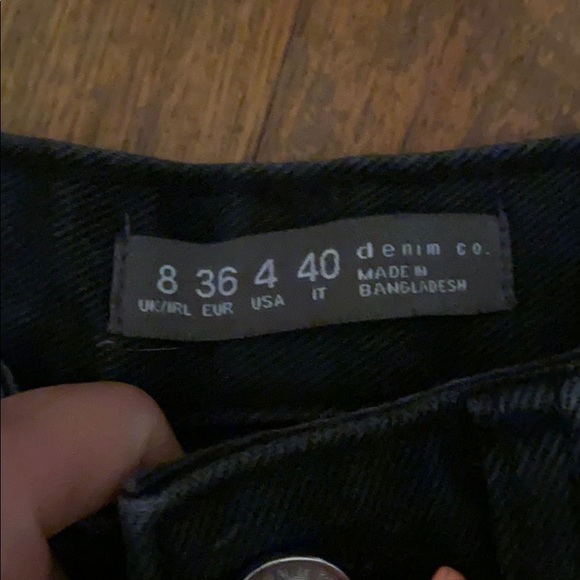 8 36 4 40 denim co.
UK/IRL EUR USA IT MADE IN
BANGLADESH